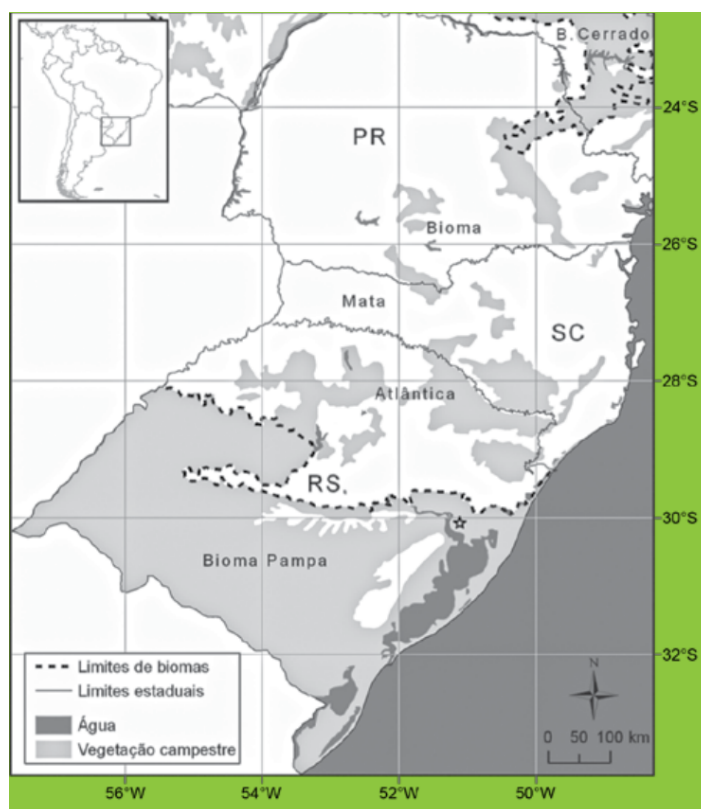 B.Cerrado
24°S
PR
Bioma
26°S
Mata
SC
28°S
Atlântica
RS.
30°S
Bioma Pampa
32°S
Limites de biomas
Limites estaduais
Água
Vegetação campestre
N
0 50 100 km
56°W 54°W 52°W 50°W